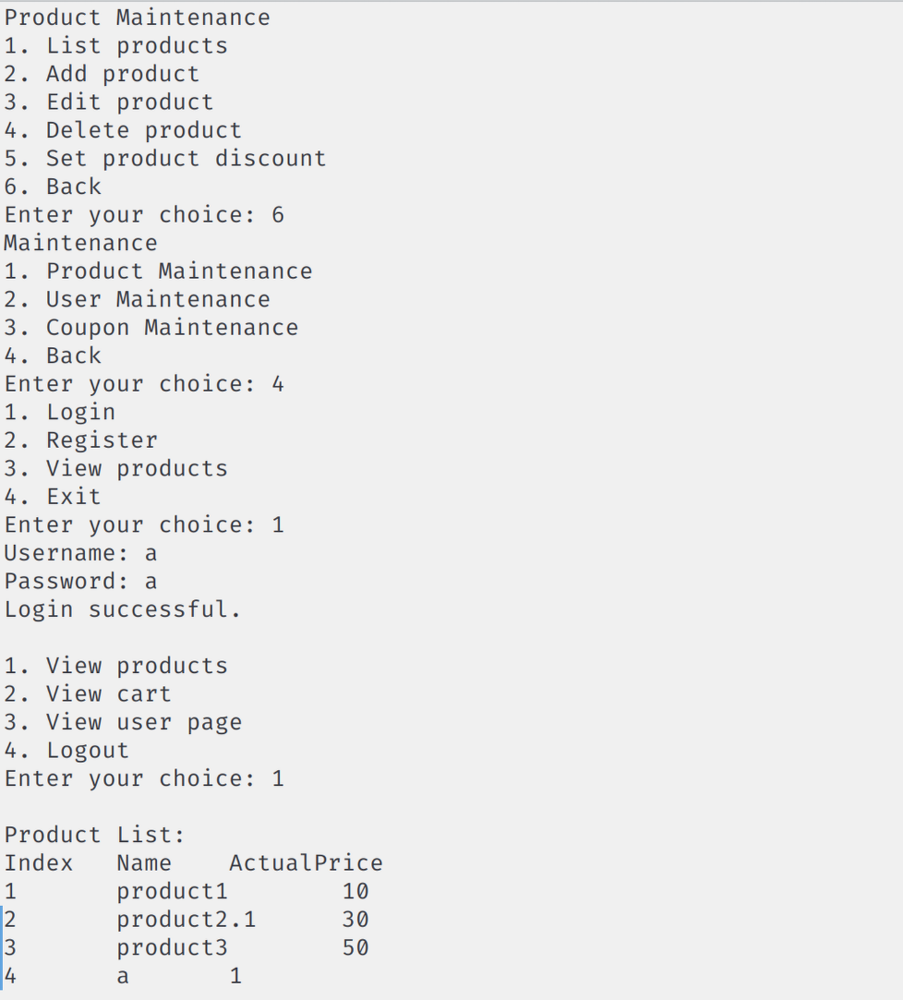 Product Maintenance
1. List products
2. Add product
3. Edit product
4. Delete product
5. Set product discount
6. Back
Enter your choice: 6
Maintenance
1. Product Maintenance
2. User Maintenance
3. Coupon Maintenance
4. Back
Enter your choice: 4
1. Login
2. Register
3. View products
4. Exit
Enter your choice: 1
Username: a
Password: a
Login successful.

1. View products
2. View cart
3. View user page
4. Logout
Enter your choice: 1

Product List:
Index   Name    ActualPrice
1       product1        10
2       product2.1      30
3       product3        50
4       a       1